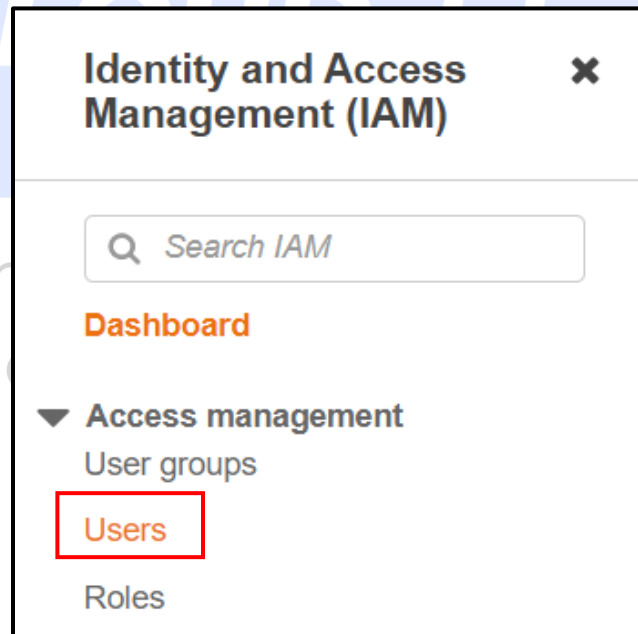 Identity and Access
Management (IAM)
Search IAM
Dashboard
Access management
User groups
Users
Roles